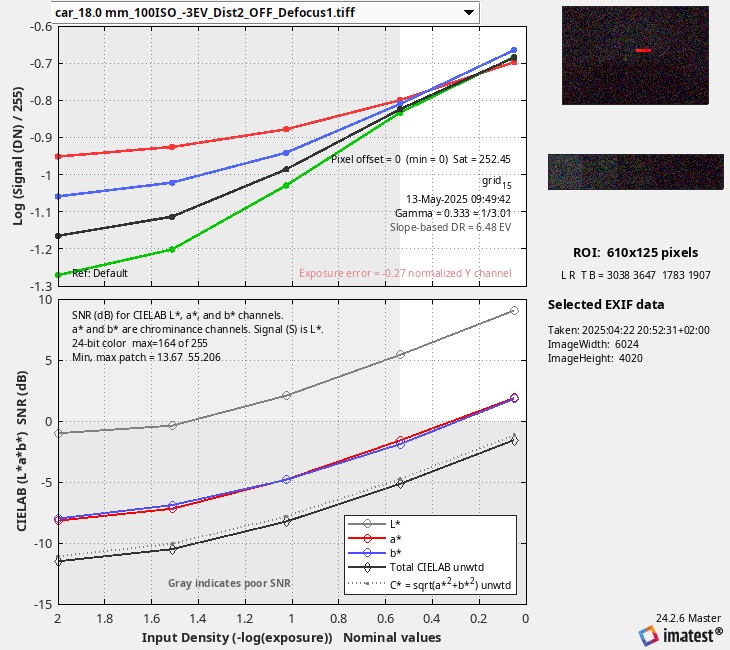 car_18.0 mm_100ISO_-3EV_Dist2_OFF_Defocus1.tiff
-0.6
-0.7
-0.8
-0.9
-1
-1.1
-1.2
-1.3
Log (Signal (DN) / 255)
Pixel offset = 0 (min = 0) Sat = 252.45
grid15
13-May-2025 09:49:42
Gamma = 0.333 = 1/3.01
Slope-based DR = 6.48 EV
Ref: Default
Exposure error = -0.27 normalized Y channel
10
5
0
-5
-10
-15
CIELAB (L*a*b*) SNR (dB)
SNR (dB) for CIELAB L*, a*, and b* channels.
a* and b* are chrominance channels. Signal (S) is L*.
24-bit color max=164 of 255
Min, max patch = 13.67 55.206
L*
a*
b*
Total CIELAB unwtd
C* = sqrt(a*2+b*2) unwtd
Gray indicates poor SNR
2 1.8 1.6 1.4 1.2 1 0.8 0.6 0.4 0.2 0
Input Density (-log(exposure)) Nominal values
ROI: 610x125 pixels
L R T B = 3038 3647 1783 1907
Selected EXIF data
Taken: 2025:04:22 20:52:31+02:00
ImageWidth: 6024
ImageHeight: 4020
24.2.6 Master
imatest®